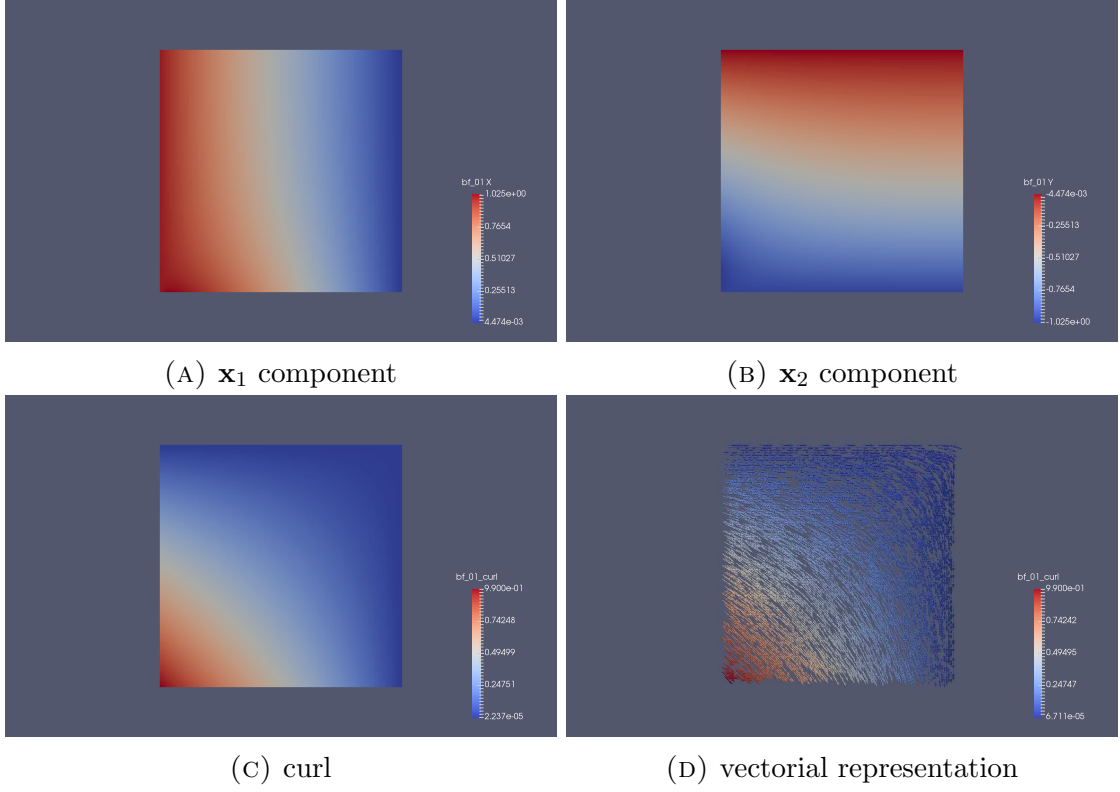 bf_01 X
1.025e+00
0.7654
0.51027
0.25513
4.474e-03
bf_01 Y
-4.474e-03
-0.25513
-0.51027
-0.7654
-1.025e+00
(A) x₁ component
(B) x₂ component
bf_01_curl
9.900e-01
0.74248
0.49499
0.24751
2.237e-05
bf_01_curl
9.900e-01
0.74242
0.49495
0.24747
6.711e-05
(C) curl
(D) vectorial representation